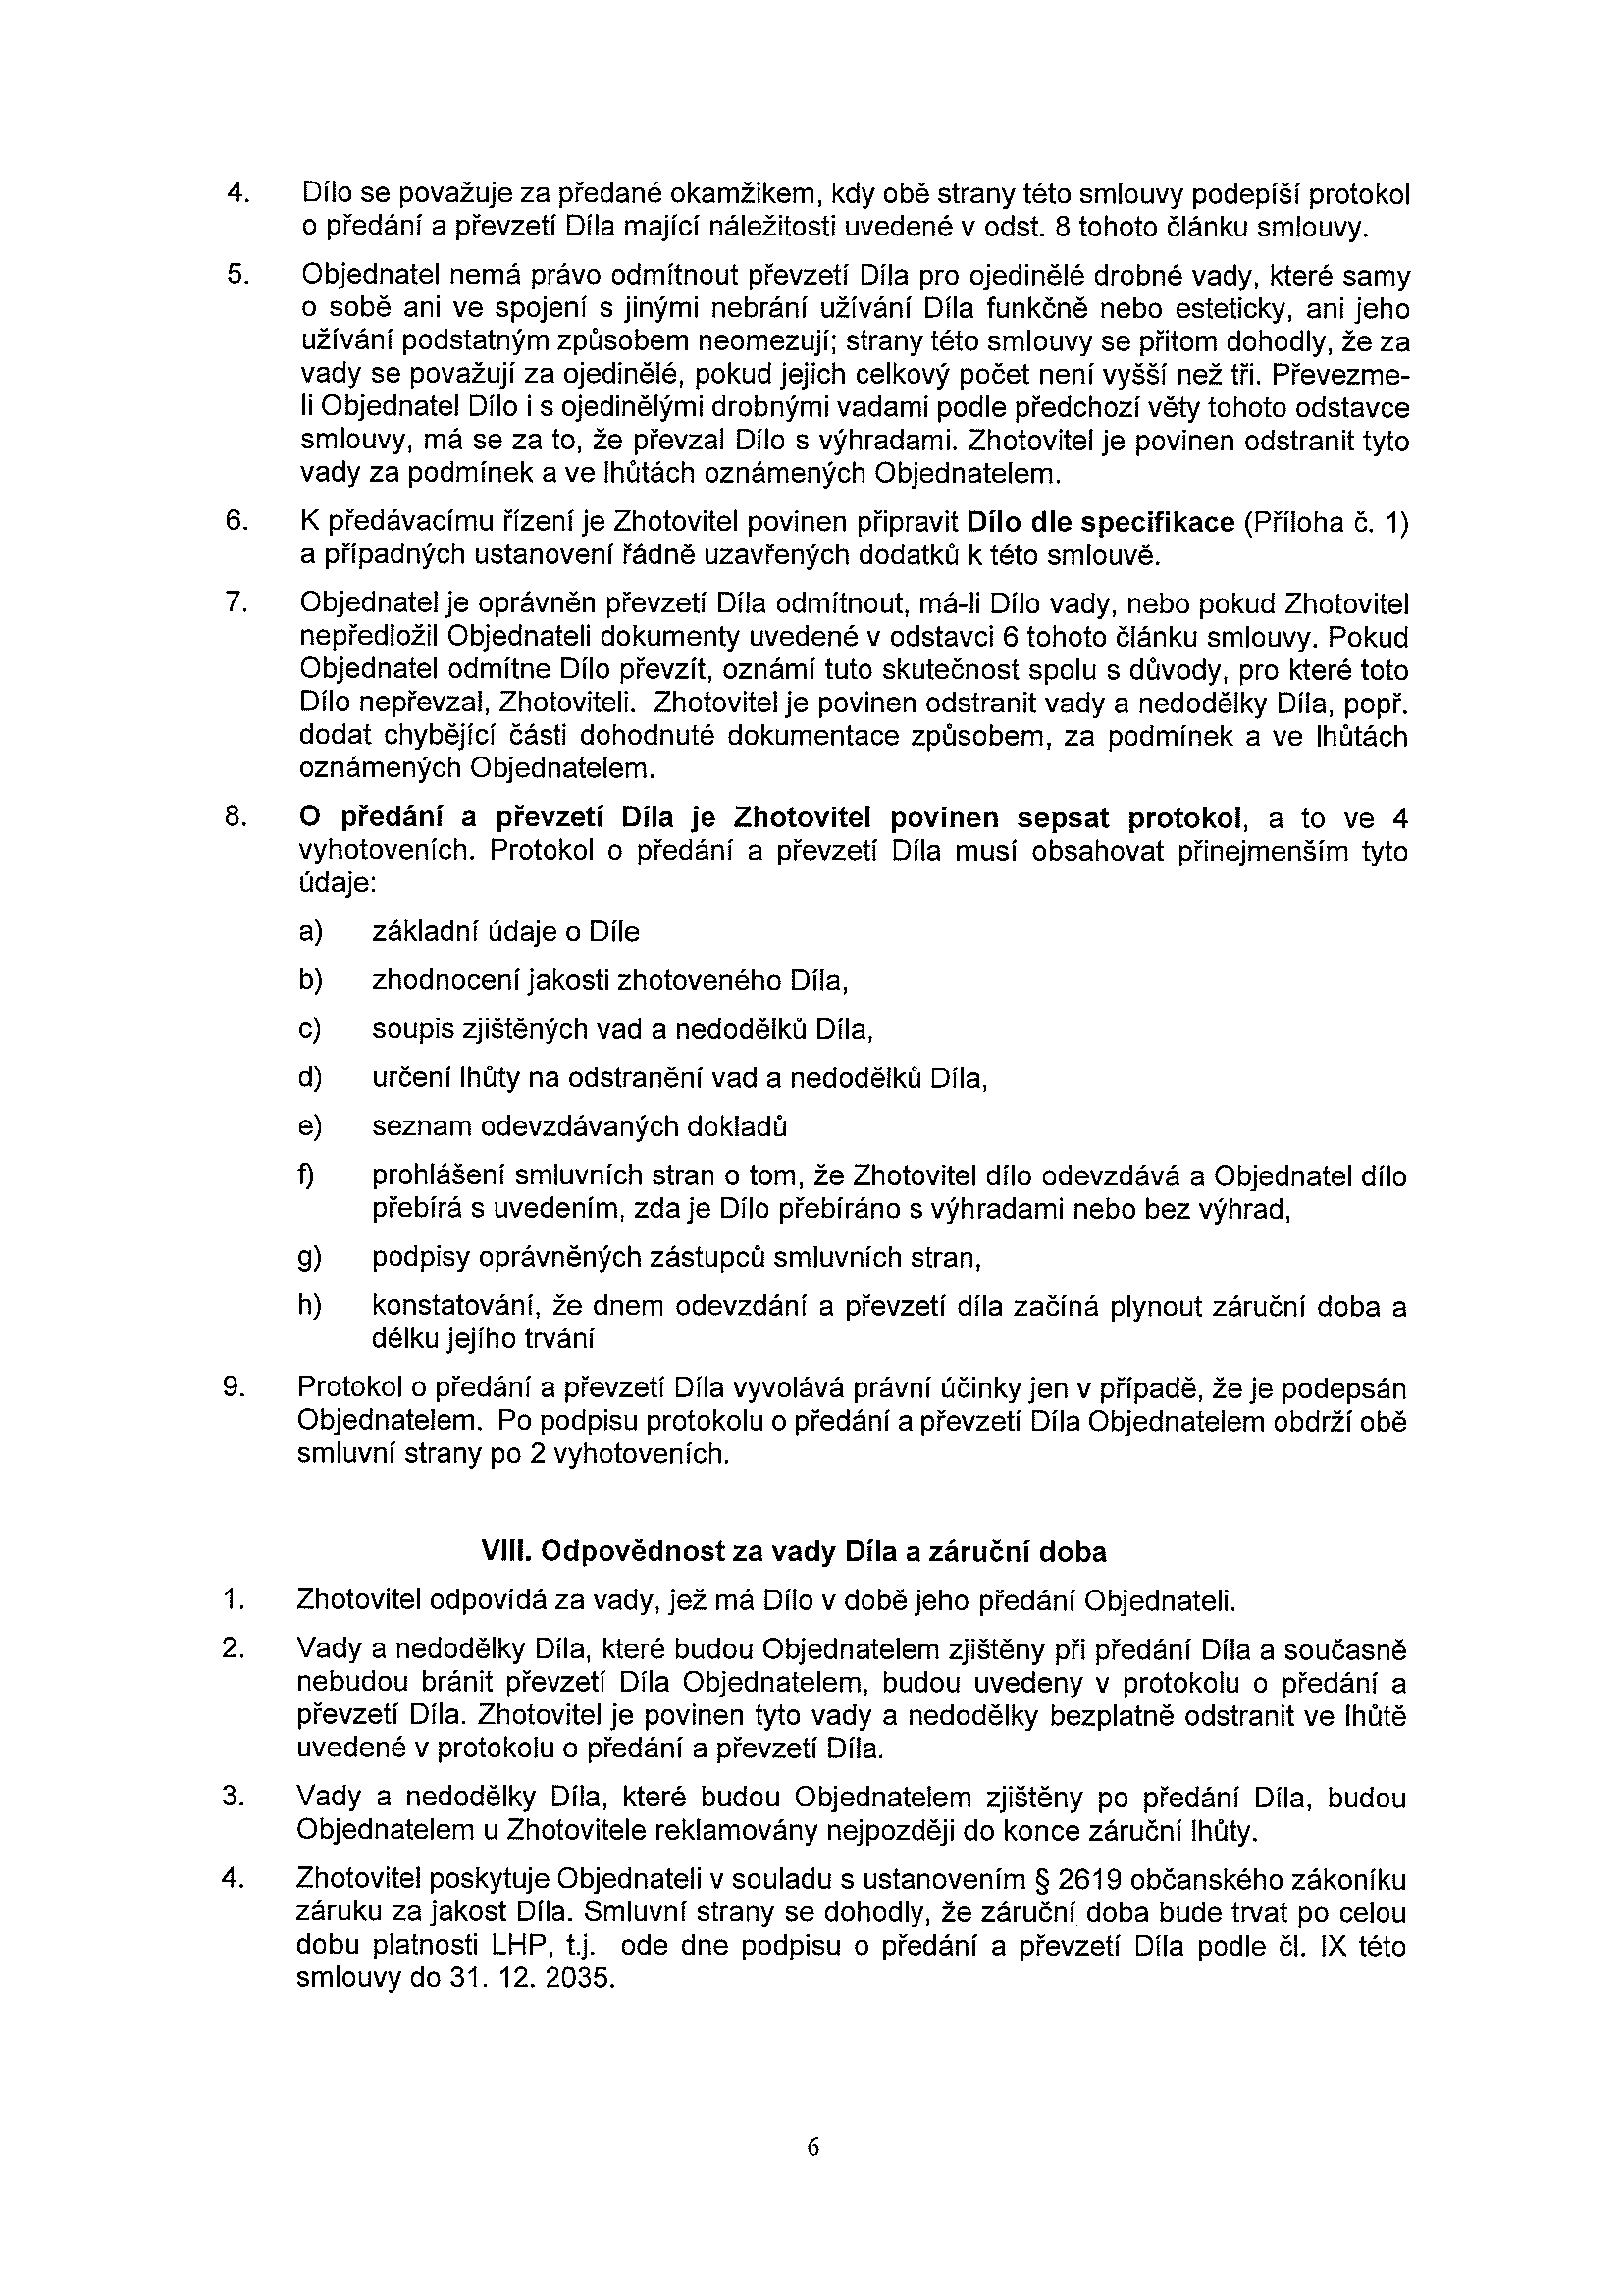 4. Dílo se považuje za předané okamžikem, kdy obě strany této smlouvy podepíší protokol
o předání a převzetí Díla mající náležitosti uvedené v odst. 8 tohoto článku smlouvy.
5. Objednatel nemá právo odmítnout převzetí Díla pro ojedinělé drobné vady, které samy
o sobě ani ve spojení s jinými nebrání užívání Díla funkčně nebo esteticky, ani jeho
užívání podstatným způsobem neomezují; strany této smlouvy se přitom dohodly, že za
vady se považují za ojedinělé, pokud jejich celkový počet není vyšší než tři. Převezme-
li Objednatel Dílo i s ojedinělými drobnými vadami podle předchozí věty tohoto odstavce
smlouvy, má se za to, že převzal Dílo s výhradami. Zhotovitel je povinen odstranit tyto
vady za podmínek a ve lhůtách oznámených Objednatelem.
6. K předávacímu řízení je Zhotovitel povinen připravit Dílo dle specifikace (Příloha č. 1)
a případných ustanovení řádně uzavřených dodatků k této smlouvě.
7. Objednatel je oprávněn převzetí Díla odmítnout, má-li Dílo vady, nebo pokud Zhotovitel
nepředložil Objednateli dokumenty uvedené v odstavci 6 tohoto článku smlouvy. Pokud
Objednatel odmítne Dílo převzít, oznámí tuto skutečnost spolu s důvody, pro které toto
Dílo nepřevzal, Zhotoviteli. Zhotovitel je povinen odstranit vady a nedodělky Díla, popř.
dodat chybějící části dohodnuté dokumentace způsobem, za podmínek a ve lhůtách
oznámených Objednatelem.
8. O předání a převzetí Díla je Zhotovitel povinen sepsat protokol, a to ve 4
vyhotoveních. Protokol o předání a převzetí Díla musí obsahovat přinejmenším tyto
údaje:
a) základní údaje o Díle
b) zhodnocení jakosti zhotoveného Díla,
c) soupis zjištěných vad a nedodělků Díla,
d) určení lhůty na odstranění vad a nedodělků Díla,
e) seznam odevzdávaných dokladů
f) prohlášení smluvních stran o tom, že Zhotovitel dílo odevzdává a Objednatel dílo
přebírá s uvedením, zda je Dílo přebíráno s výhradami nebo bez výhrad,
g) podpisy oprávněných zástupců smluvních stran,
h) konstatování, že dnem odevzdání a převzetí díla začíná plynout záruční doba a
délku jejího trvání
9. Protokol o předání a převzetí Díla vyvolává právní účinky jen v případě, že je podepsán
Objednatelem. Po podpisu protokolu o předání a převzetí Díla Objednatelem obdrží obě
smluvní strany po 2 vyhotoveních.
VIII. Odpovědnost za vady Díla a záruční doba
1. Zhotovitel odpovídá za vady, jež má Dílo v době jeho předání Objednateli.
2. Vady a nedodělky Díla, které budou Objednatelem zjištěny při předání Díla a současně
nebudou bránit převzetí Díla Objednatelem, budou uvedeny v protokolu o předání a
převzetí Díla. Zhotovitel je povinen tyto vady a nedodělky bezplatně odstranit ve lhůtě
uvedené v protokolu o předání a převzetí Díla.
3. Vady a nedodělky Díla, které budou Objednatelem zjištěny po předání Díla, budou
Objednatelem u Zhotovitele reklamovány nejpozději do konce záruční lhůty.
4. Zhotovitel poskytuje Objednateli v souladu s ustanovením § 2619 občanského zákoníku
záruku za jakost Díla. Smluvní strany se dohodly, že záruční doba bude trvat po celou
dobu platnosti LHP, t.j. ode dne podpisu o předání a převzetí Díla podle čl. IX této
smlouvy do 31. 12. 2035.
6